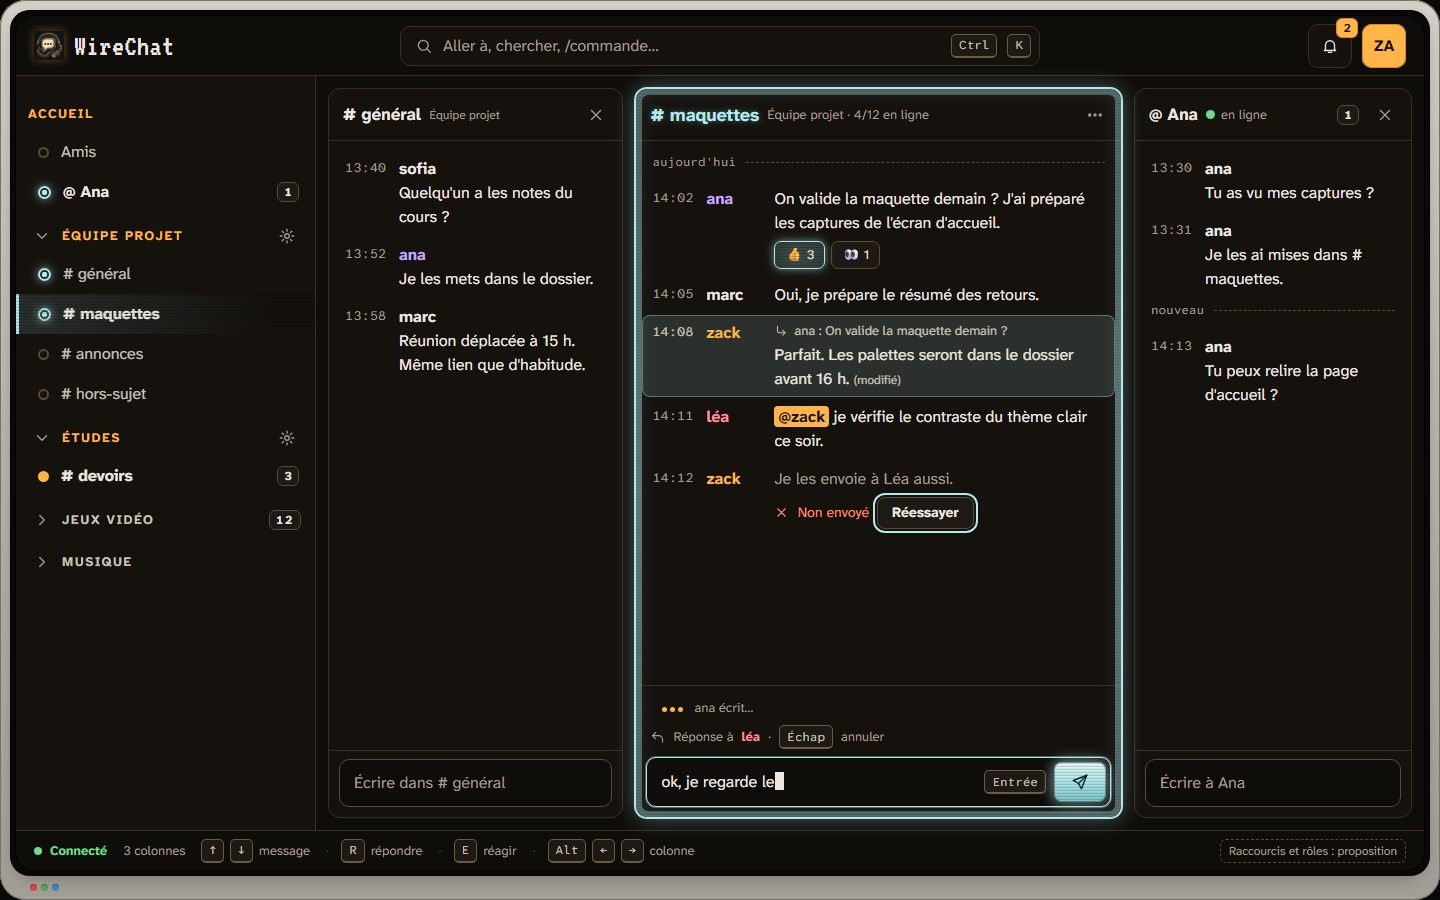 WireChat
Aller à, chercher, /commande...
Ctrl K
2
ZA
ACCUEIL
Amis
@ Ana 1
ÉQUIPE PROJET
# général
# maquettes
# annonces
# hors-sujet
ÉTUDES
# devoirs 3
JEUX VIDÉO 12
MUSIQUE
# général Équipe projet
13:40 sofia
Quelqu'un a les notes du
cours ?
13:52 ana
Je les mets dans le dossier.
13:58 marc
Réunion déplacée à 15 h.
Même lien que d'habitude.
Écrire dans # général
# maquettes Équipe projet · 4/12 en ligne
aujourd'hui
14:02 ana On valide la maquette demain ? J'ai préparé
les captures de l'écran d'accueil.
👍 3 👀 1
14:05 marc Oui, je prépare le résumé des retours.
14:08 zack ana : On valide la maquette demain ?
Parfait. Les palettes seront dans le dossier
avant 16 h. (modifié)
14:11 léa @zack je vérifie le contraste du thème clair
ce soir.
14:12 zack Je les envoie à Léa aussi.
Non envoyé Réessayer
ana écrit...
Réponse à léa · Échap annuler
ok, je regarde le
Entrée
@ Ana en ligne 1
13:30 ana
Tu as vu mes captures ?
13:31 ana
Je les ai mises dans #
maquettes.
nouveau
14:13 ana
Tu peux relire la page
d'accueil ?
Écrire à Ana
Connecté 3 colonnes ↑ ↓ message · R répondre · E réagir · Alt ← → colonne
Raccourcis et rôles : proposition